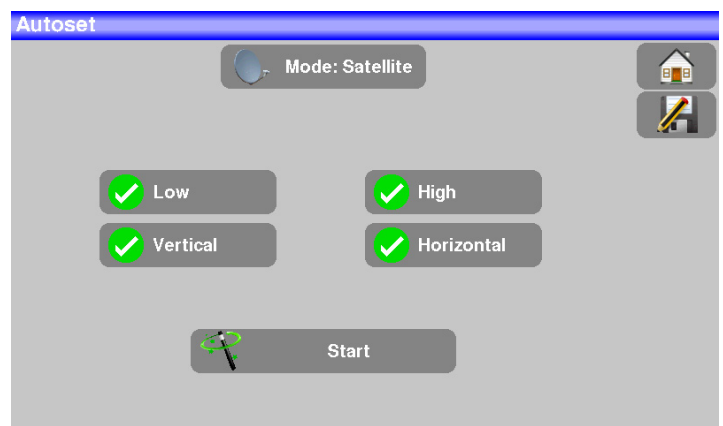 Autoset
Mode: Satellite
Low
High
Vertical
Horizontal
Start